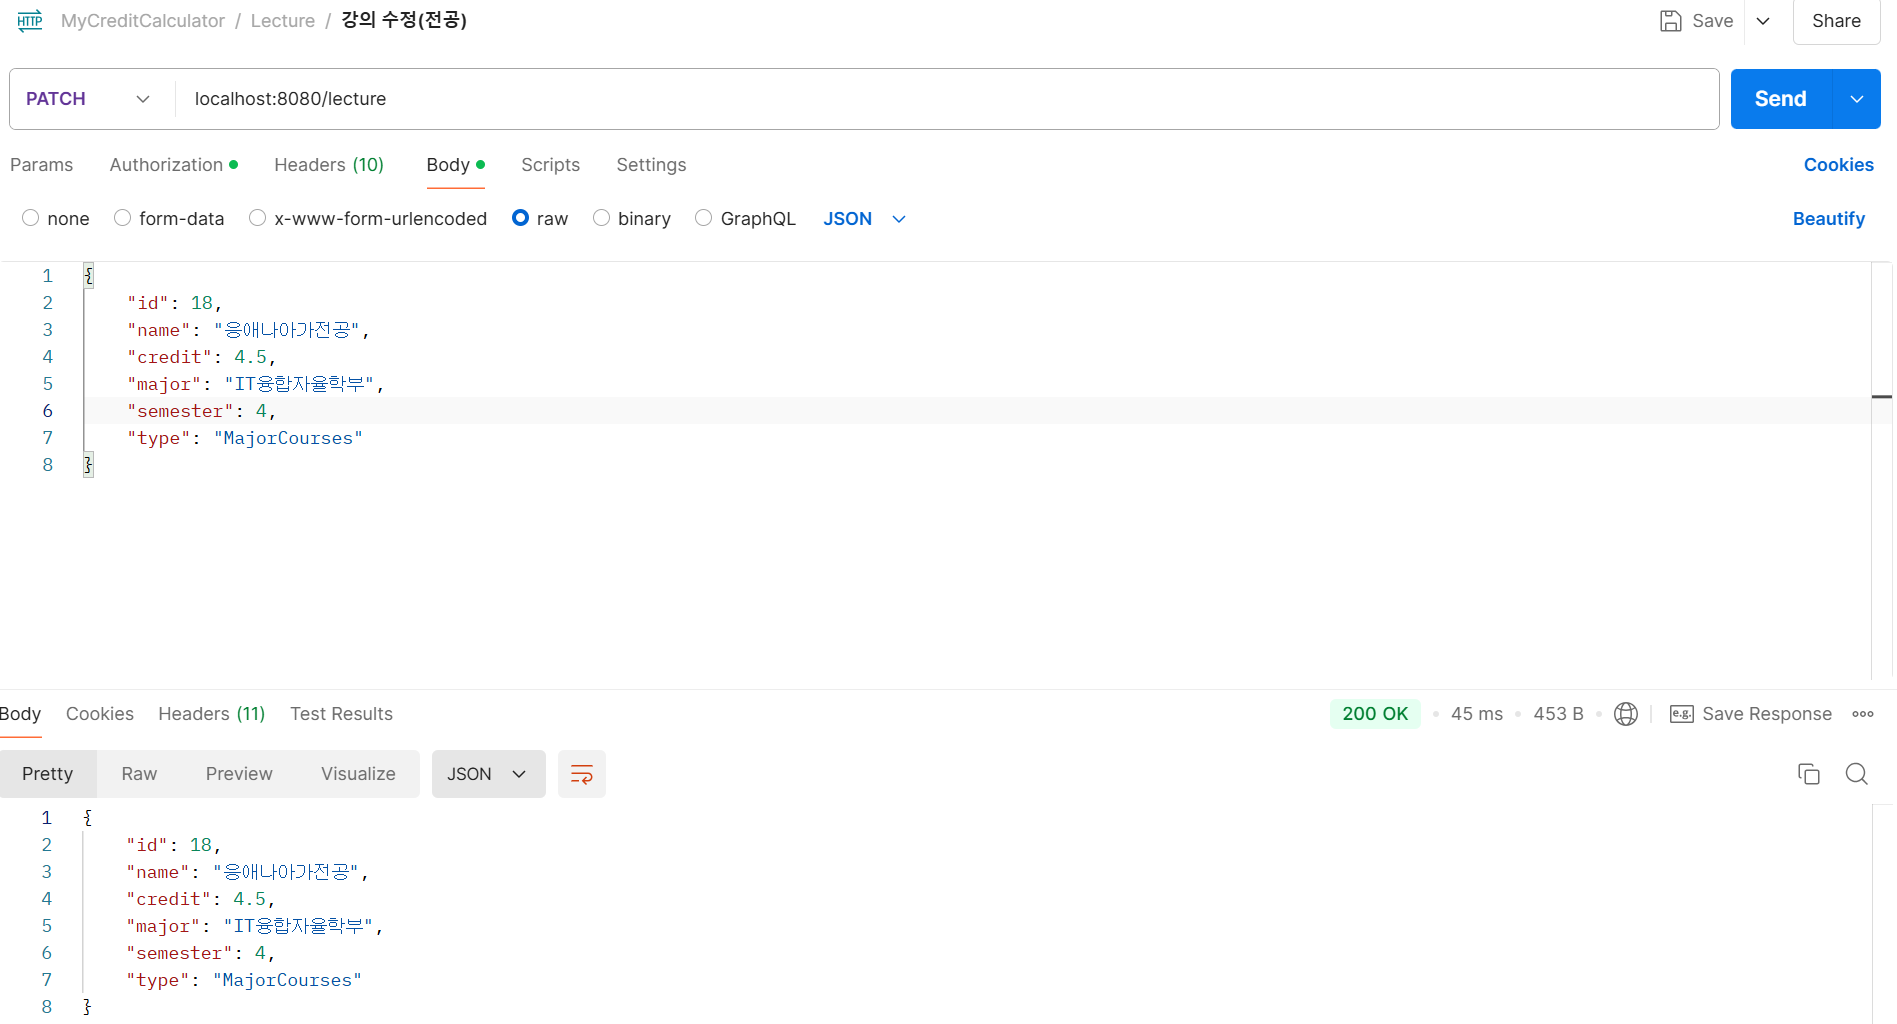 HTTP MyCreditCalculator / Lecture / 강의 수정(전공) Save Share
PATCH localhost:8080/lecture Send
Params Authorization Headers (10) Body Scripts Settings Cookies
none form-data x-www-form-urlencoded raw binary GraphQL JSON Beautify
1 {
2 "id": 18,
3 "name": "응애나아가전공",
4 "credit": 4.5,
5 "major": "IT융합자율학부",
6 "semester": 4,
7 "type": "MajorCourses"
8 }
Body Cookies Headers (11) Test Results 200 OK 45 ms 453 B e.g. Save Response
Pretty Raw Preview Visualize JSON
1 {
2 "id": 18,
3 "name": "응애나아가전공",
4 "credit": 4.5,
5 "major": "IT융합자율학부",
6 "semester": 4,
7 "type": "MajorCourses"
8 }